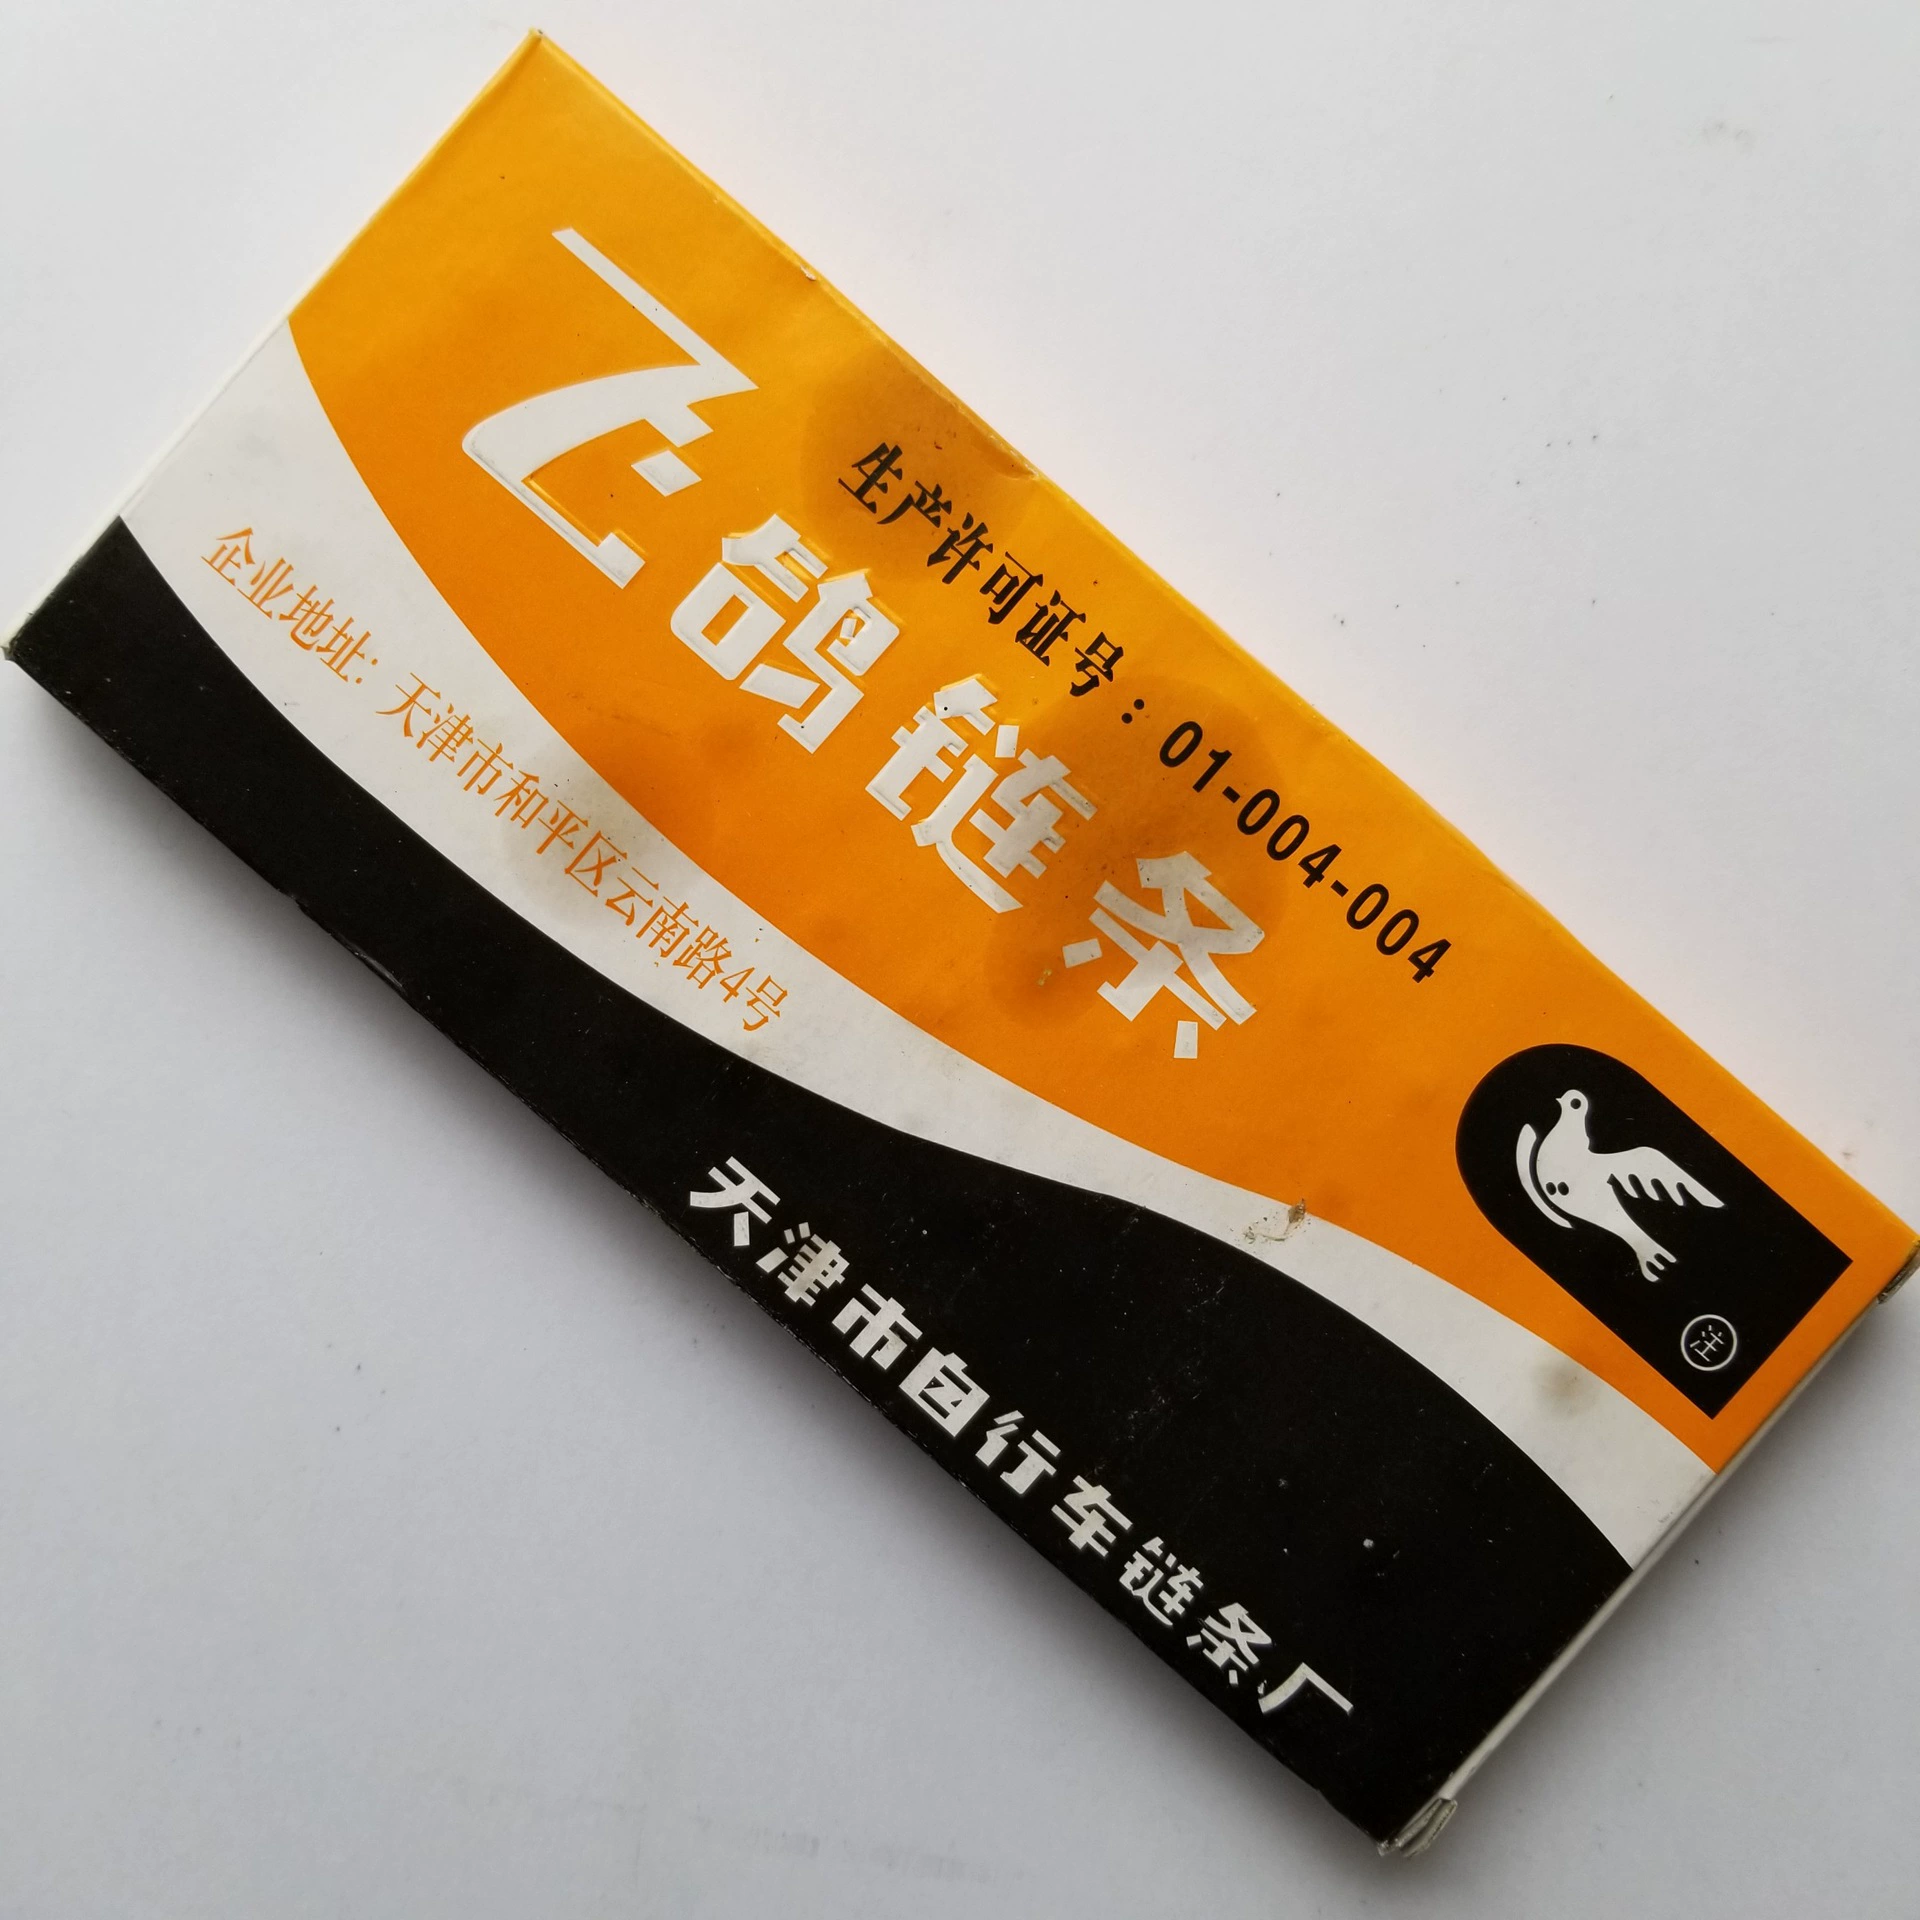 生产许可证号：01-004-004
飞鸽链条
企业地址：天津市和平区云南路4号
注
天津市自行车链条厂